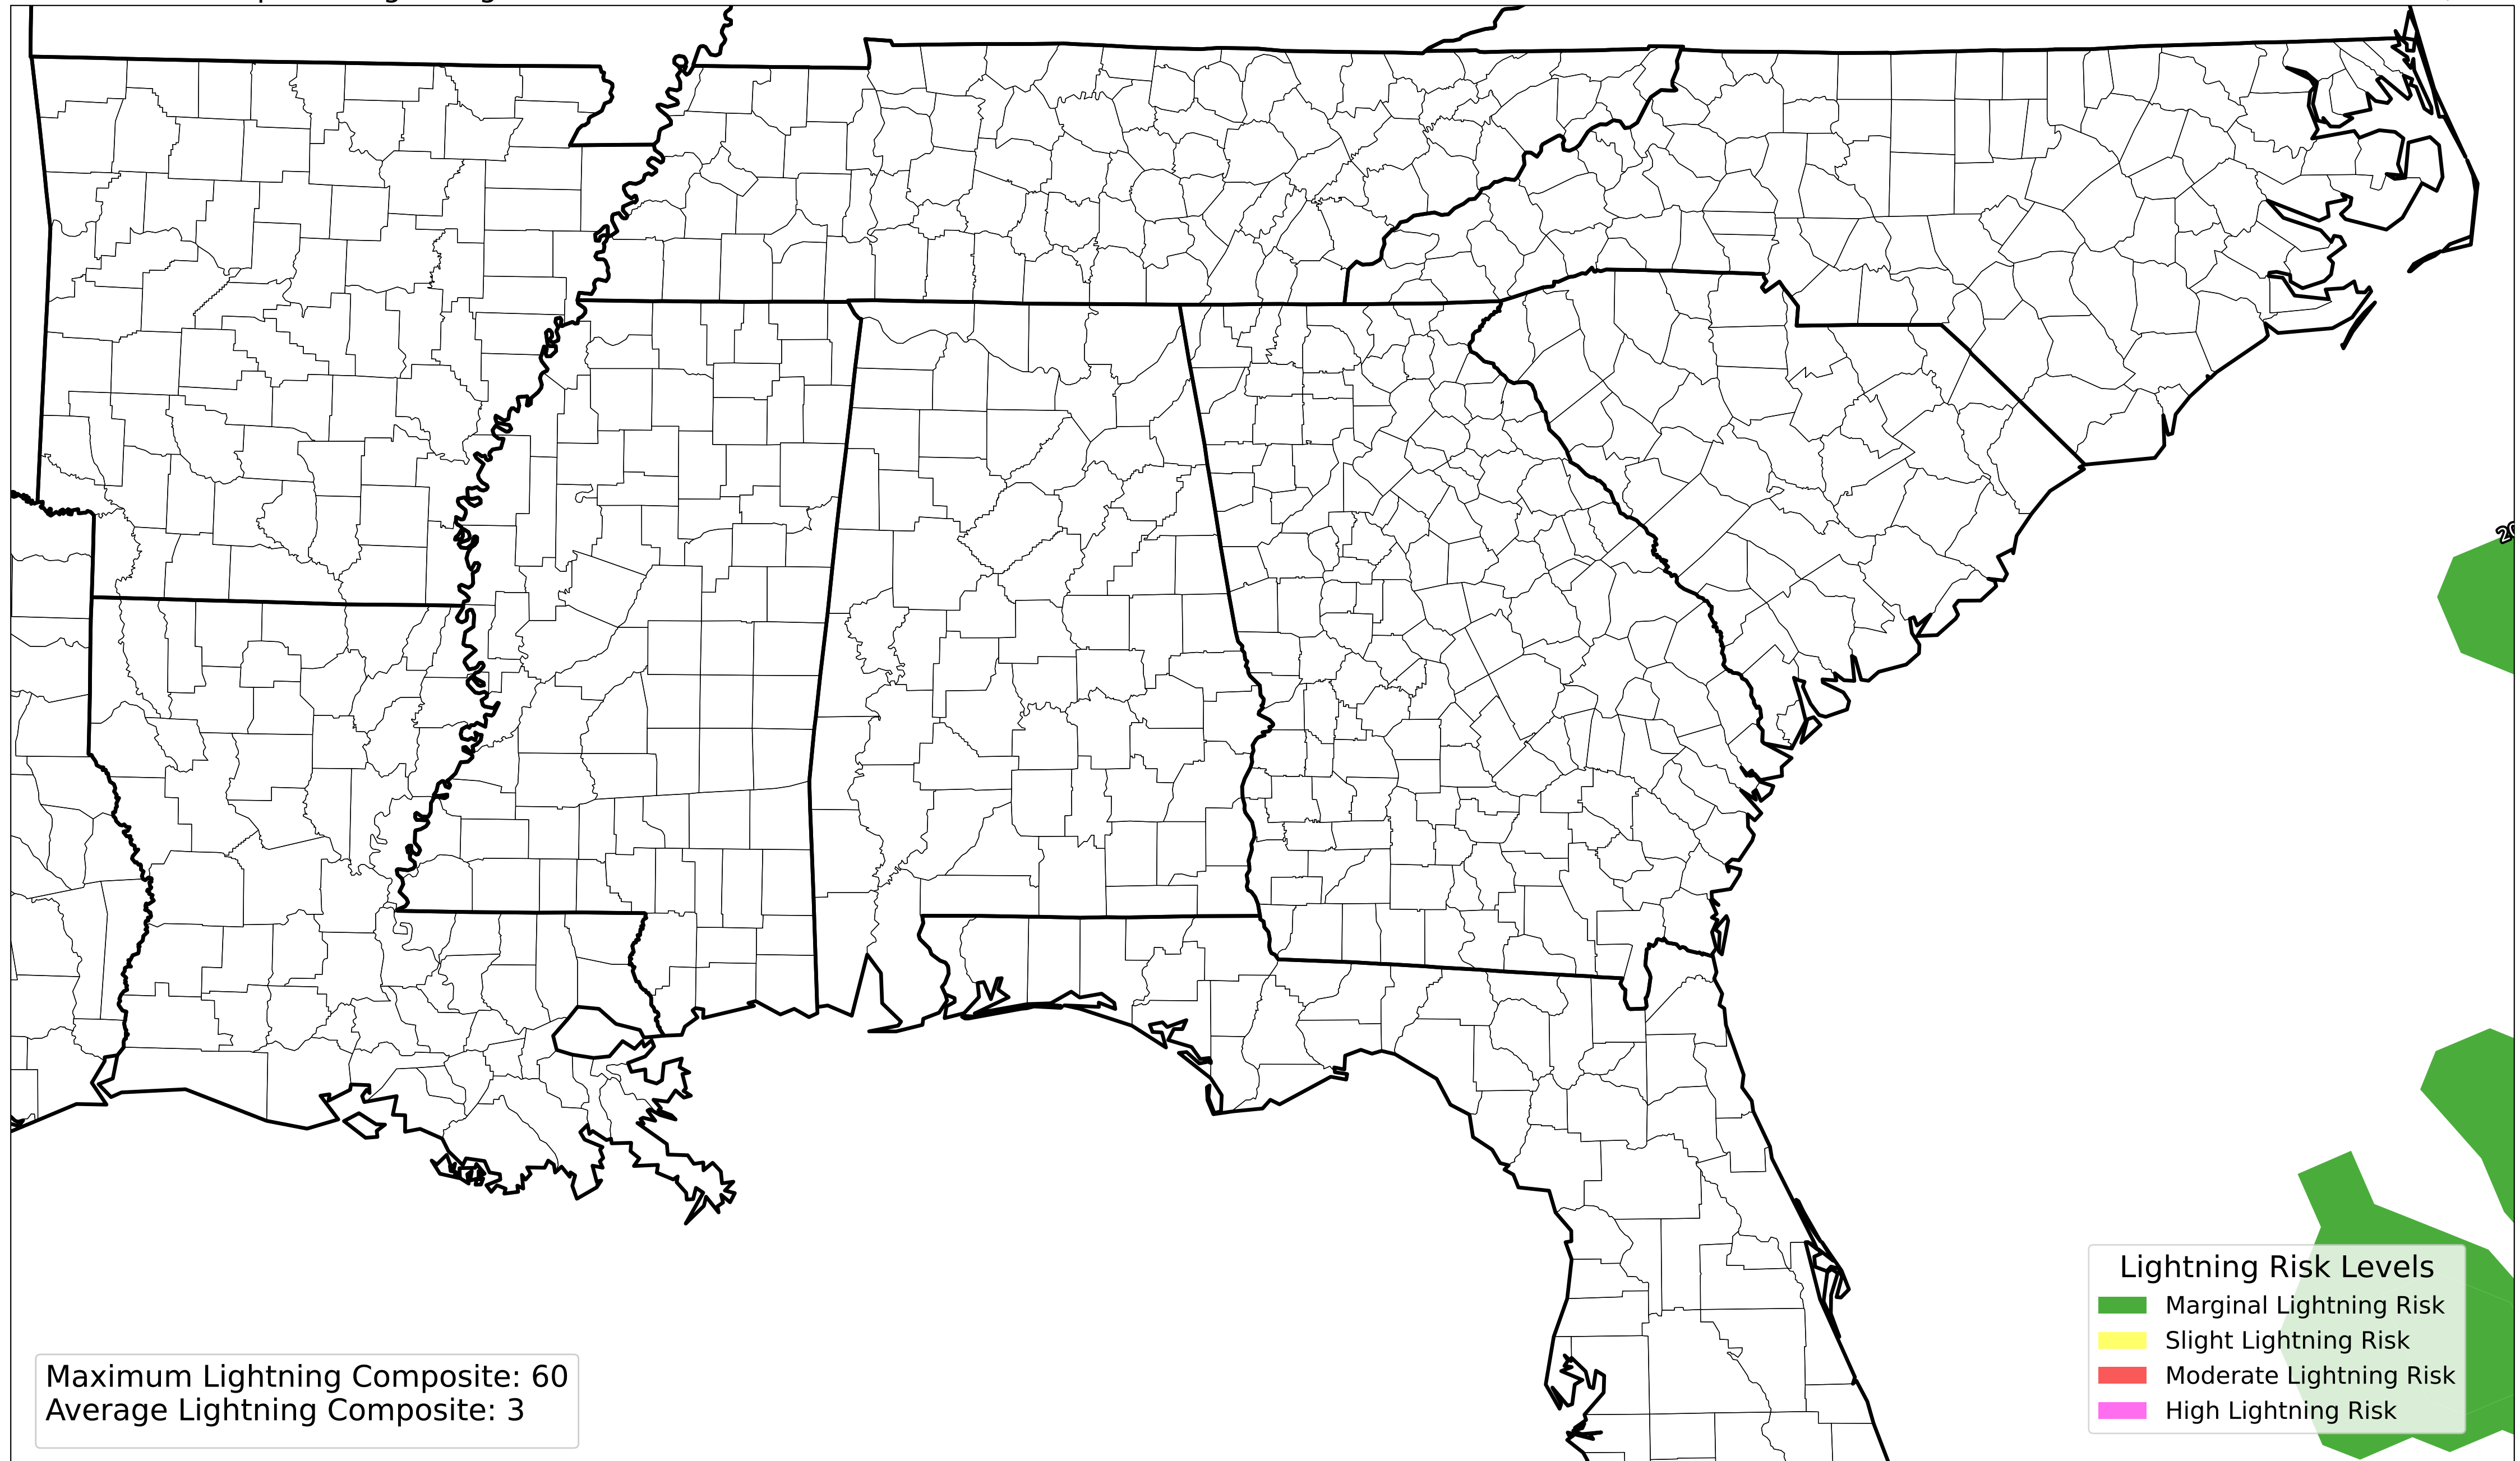 Lightning Risk Levels
Marginal Lightning Risk
Slight Lightning Risk
Moderate Lightning Risk
High Lightning Risk
Maximum Lightning Composite: 60
Average Lightning Composite: 3